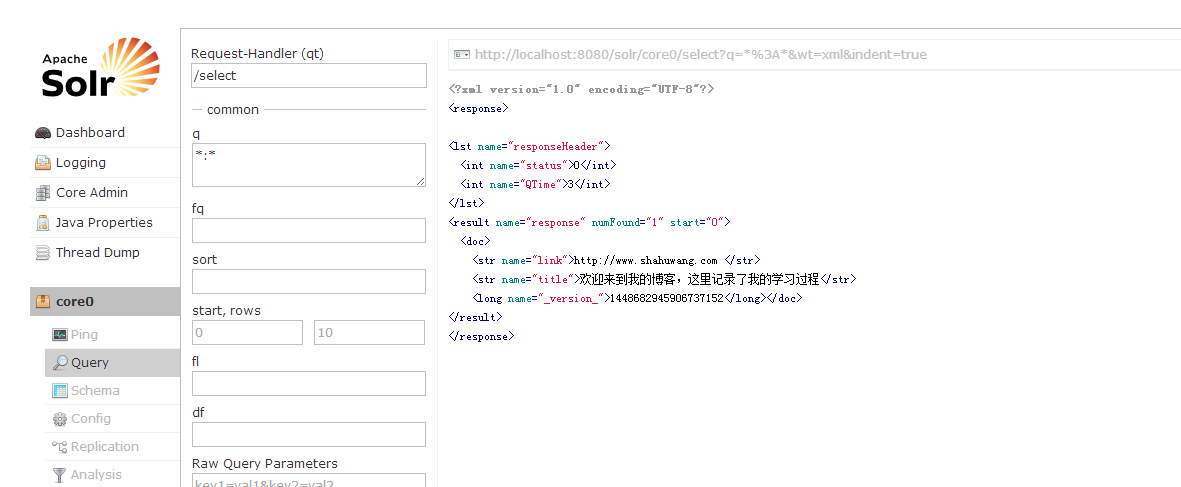 Apache
Solr
Dashboard
Logging
Core Admin
Java Properties
Thread Dump
core0
Ping
Query
Schema
Config
Replication
Analysis
Request-Handler (qt)
/select
common
q
*:*
fq
sort
start, rows
0 10
fl
df
Raw Query Parameters
key1=val1&key2=val2
http://localhost:8080/solr/core0/select?q=*%3A*&wt=xml&indent=true
<?xml version="1.0" encoding="UTF-8"?>
<response>
<lst name="responseHeader">
<int name="status">0</int>
<int name="QTime">3</int>
</lst>
<result name="response" numFound="1" start="0">
<doc>
<str name="link">http://www.shahuwang.com </str>
<str name="title">欢迎来到我的博客，这里记录了我的学习过程</str>
<long name="_version_">1448682945906737152</long></doc>
</result>
</response>